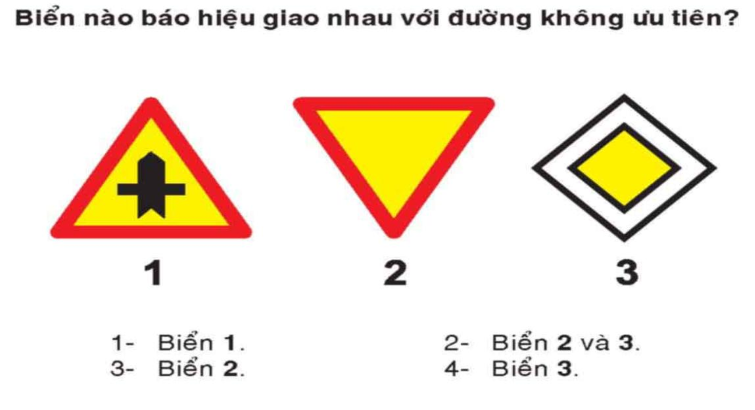 Biển nào báo hiệu giao nhau với đường không ưu tiên?
1 2 3
1- Biển 1. 2- Biển 2 và 3.
3- Biển 2. 4- Biển 3.